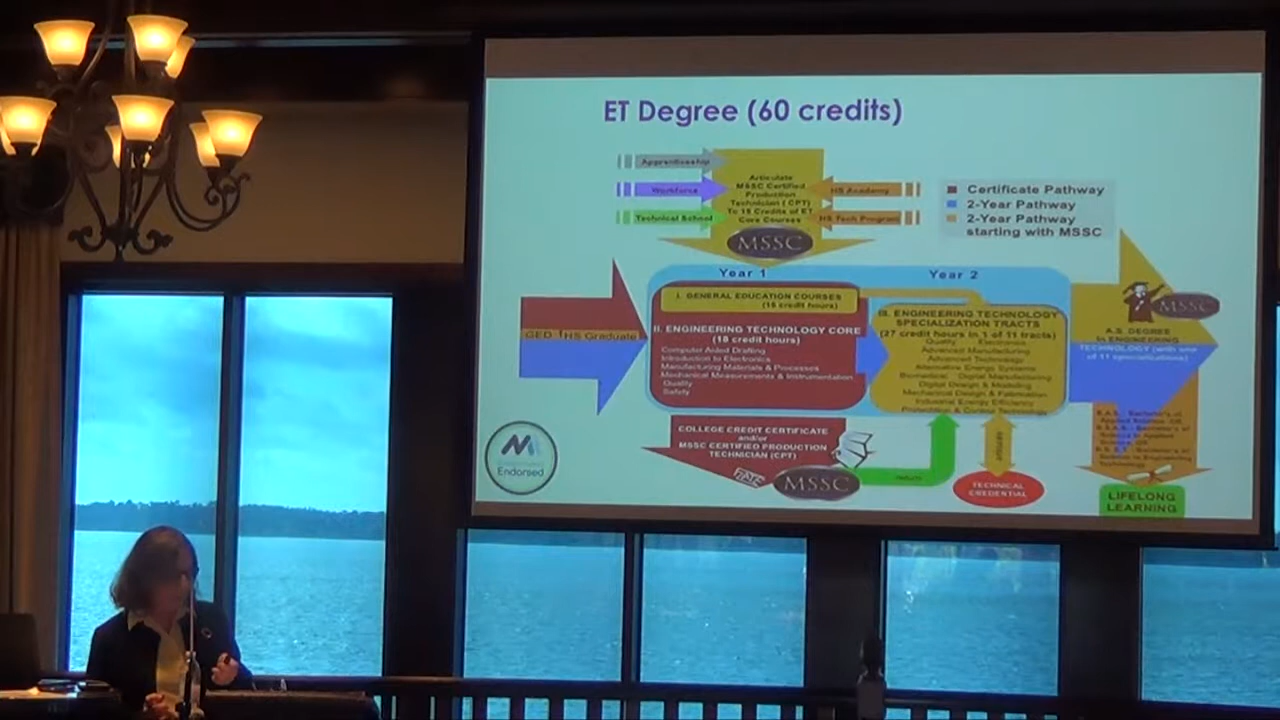 ET Degree (60 credits)
Apprenticeship
Workforce
Technical School
Articulate
MSSC Certified
Production
Technician (CPT)
To 15 Credits of ET
Core Courses
MSSC
HS Academy
HS Tech Program
Certificate Pathway
2-Year Pathway
2-Year Pathway
starting with MSSC
Year 1
Year 2
GED
HS Graduate
I. GENERAL EDUCATION COURSES
(15 credit hours)
II. ENGINEERING TECHNOLOGY CORE
(18 credit hours)
Computer Aided Drafting
Introduction to Electronics
Manufacturing Materials & Processes
Mechanical Measurements & Instrumentation
Quality
Safety
III. ENGINEERING TECHNOLOGY
SPECIALIZATION TRACTS
(27 credit hours in 1 of 11 tracts)
Quality Electronics
Advanced Manufacturing
Advanced Technology
Alternative Energy Systems
Biomedical Digital Manufacturing
Digital Design & Modeling
Mechanical Design & Fabrication
Industrial Energy Efficiency
MSSC
A.S. DEGREE
in ENGINEERING
TECHNOLOGY (with one
of 11 specializations)
COLLEGE CREDIT CERTIFICATE
and/or
MSSC CERTIFIED PRODUCTION
TECHNICIAN (CPT)
MSSC
return
TECHNICAL
CREDENTIAL
LIFELONG
LEARNING
Endorsed